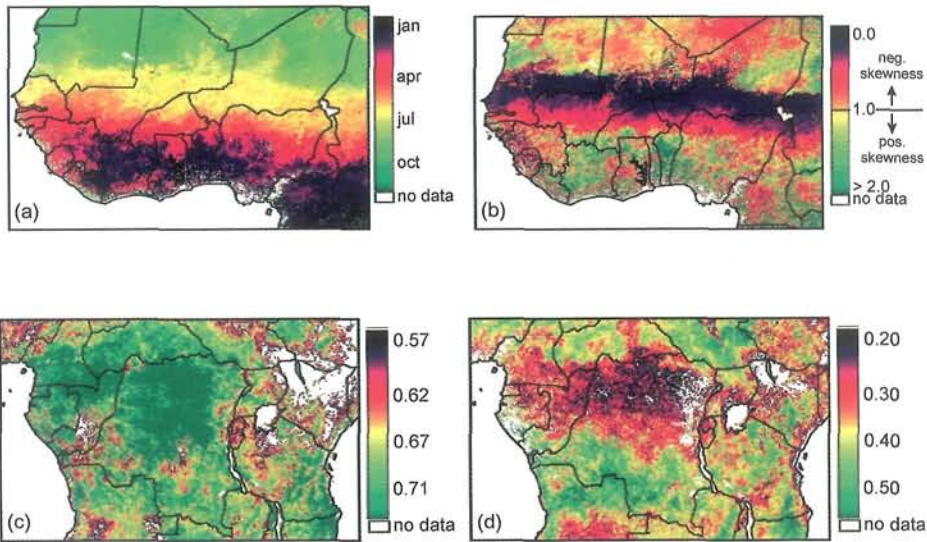 (a)
jan
apr
jul
oct
no data
(b)
0.0
neg.
skewness
1.0
pos.
skewness
> 2.0
no data
(c)
0.57
0.62
0.67
0.71
no data
(d)
0.20
0.30
0.40
0.50
no data